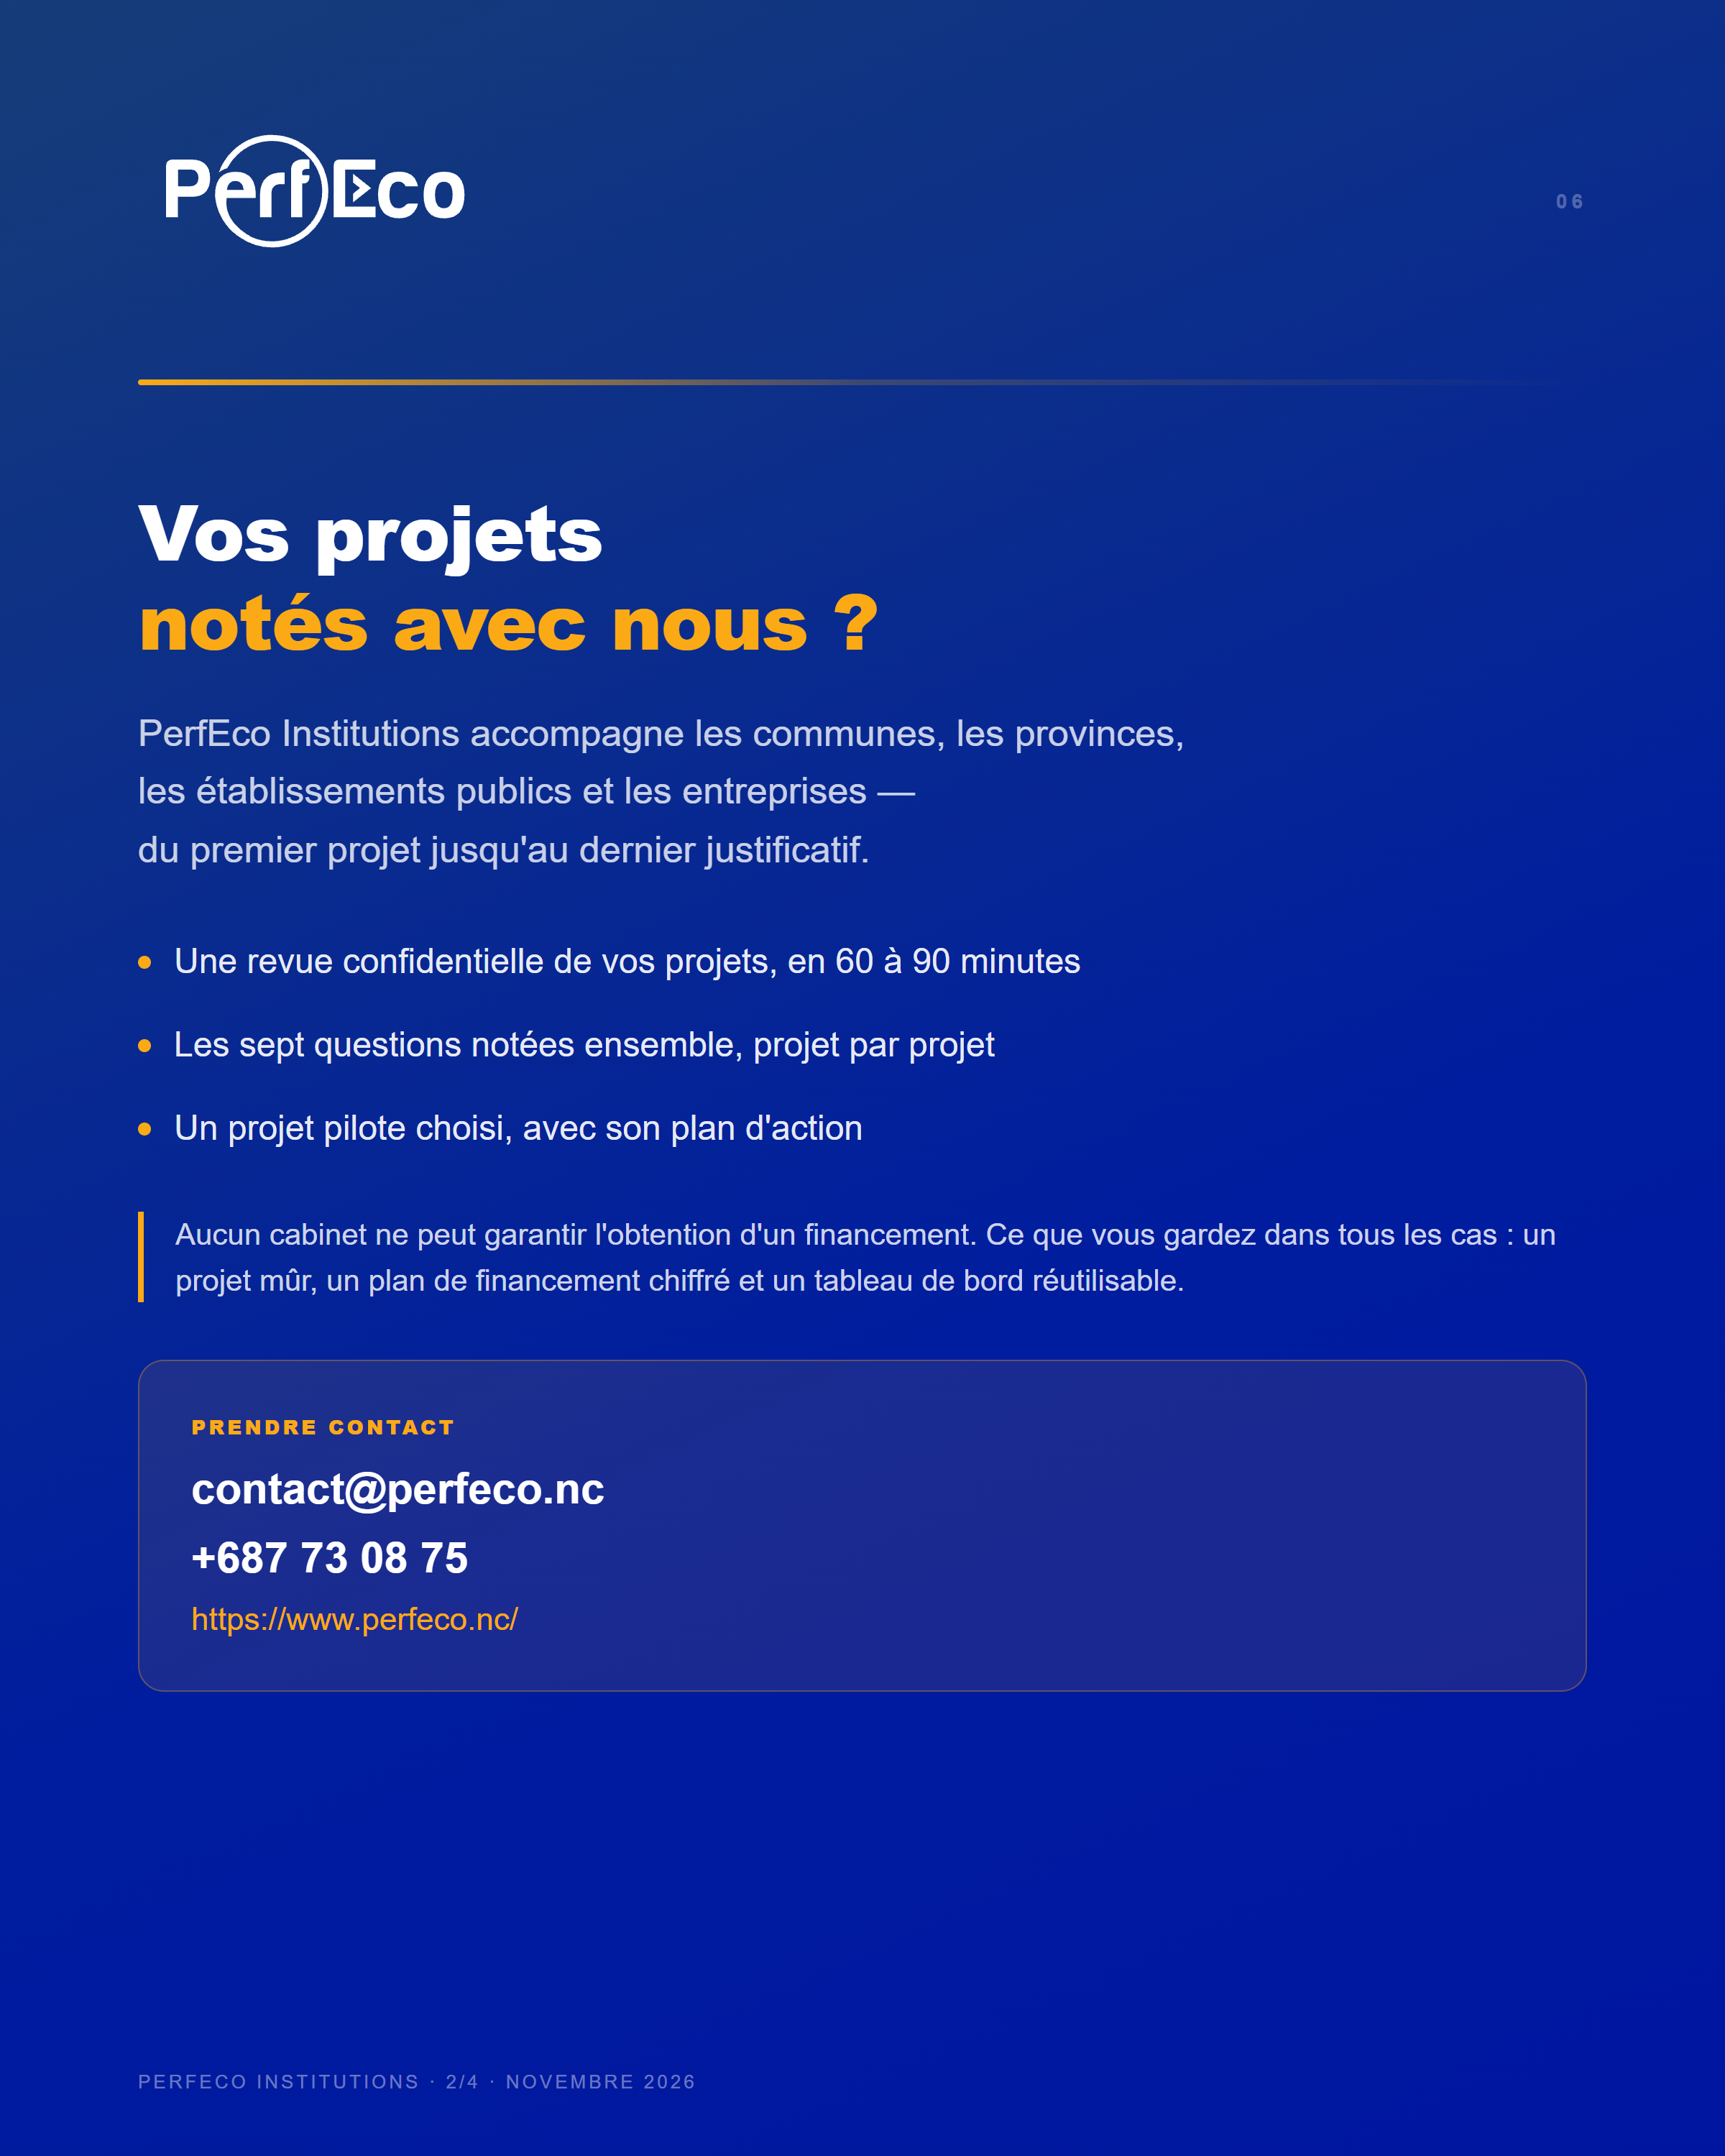 PerfEco
06
Vos projets
notés avec nous ?
PerfEco Institutions accompagne les communes, les provinces,
les établissements publics et les entreprises —
du premier projet jusqu'au dernier justificatif.
Une revue confidentielle de vos projets, en 60 à 90 minutes
Les sept questions notées ensemble, projet par projet
Un projet pilote choisi, avec son plan d'action
Aucun cabinet ne peut garantir l'obtention d'un financement. Ce que vous gardez dans tous les cas : un
projet mûr, un plan de financement chiffré et un tableau de bord réutilisable.
PRENDRE CONTACT
contact@perfeco.nc
+687 73 08 75
https://www.perfeco.nc/
PERFECO INSTITUTIONS · 2/4 · NOVEMBRE 2026